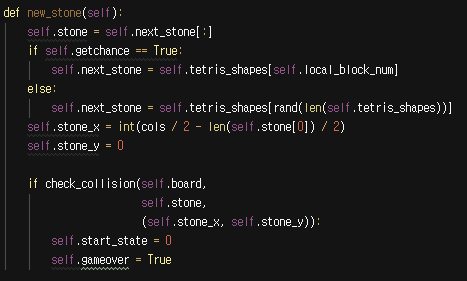 def new_stone(self):
    self.stone = self.next_stone[:]
    if self.getchance == True:
        self.next_stone = self.tetris_shapes[self.local_block_num]
    else:
        self.next_stone = self.tetris_shapes[rand(len(self.tetris_shapes))]
    self.stone_x = int(cols / 2 - len(self.stone[0]) / 2)
    self.stone_y = 0

    if check_collision(self.board,
                       self.stone,
                       (self.stone_x, self.stone_y)):
        self.start_state = 0
        self.gameover = True